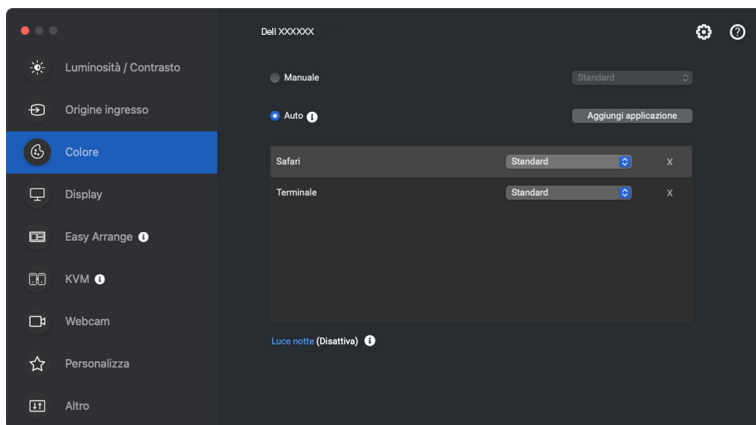 Dell XXXXXX
Luminosità / Contrasto
Origine ingresso
Colore
Display
Easy Arrange
KVM
Webcam
Personalizza
Altro
Manuale
Standard
Auto
Aggiungi applicazione
Safari
Standard
X
Terminale
Standard
X
Luce notte (Disattiva)